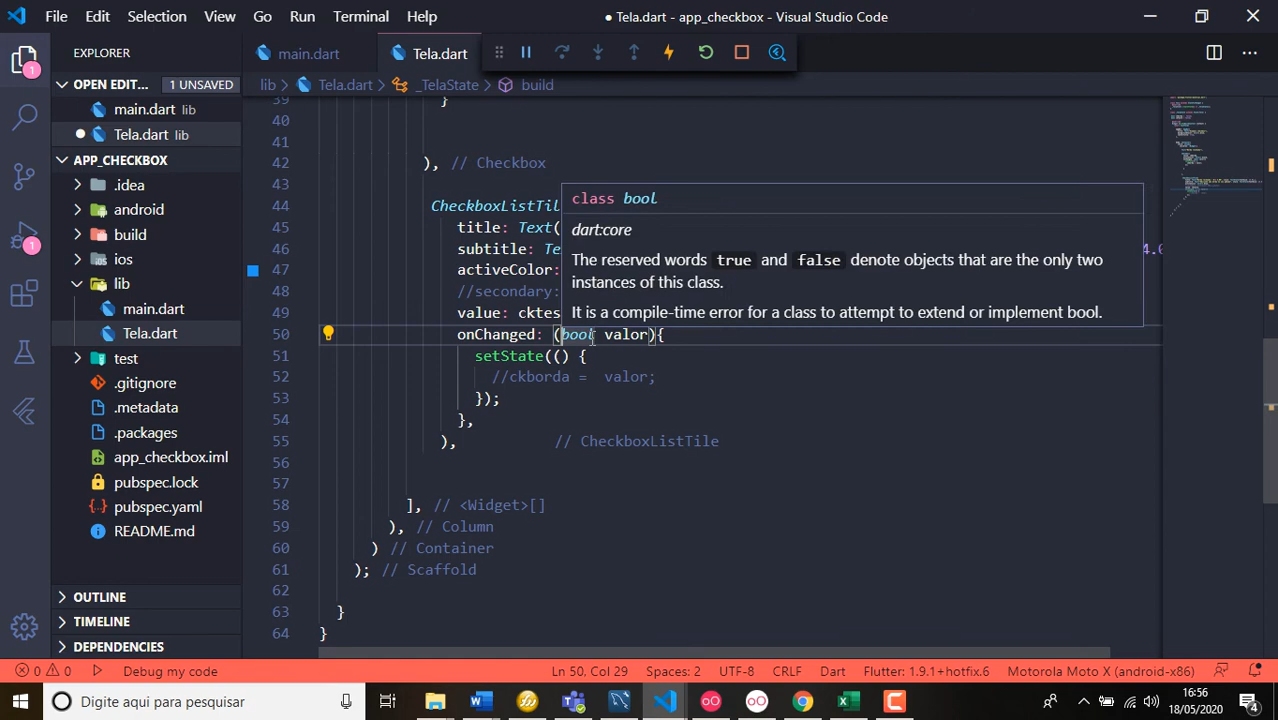 File Edit Selection View Go Run Terminal Help
● Tela.dart - app_checkbox - Visual Studio Code
EXPLORER
main.dart
Tela.dart
OPEN EDIT... 1 UNSAVED
lib > Tela.dart > _TelaState > build
main.dart lib
Tela.dart lib
APP_CHECKBOX
.idea
android
build
ios
lib
main.dart
Tela.dart
test
.gitignore
.metadata
.packages
app_checkbox.iml
pubspec.lock
pubspec.yaml
README.md
OUTLINE
TIMELINE
DEPENDENCIES
1
1
39 }
40
41
42 ), // Checkbox
43
44 CheckboxListTil
45 title: Text(
46 subtitle: Te 4.0
47 activeColor:
48 //secondary:
49 value: cktes
50 onChanged: (bool valor){
51 setState(() {
52 //ckborda = valor;
53 });
54 },
55 ), // CheckboxListTile
56
57
58 ], // <Widget>[]
59 ), // Column
60 ) // Container
61 ); // Scaffold
62
63 }
64 }
class bool
dart:core
The reserved words true and false denote objects that are the only two
instances of this class.
It is a compile-time error for a class to attempt to extend or implement bool.
0 0 Debug my code Ln 50, Col 29 Spaces: 2 UTF-8 CRLF Dart Flutter: 1.9.1+hotfix.6 Motorola Moto X (android-x86)
Digite aqui para pesquisar
16:56
18/05/2020
4